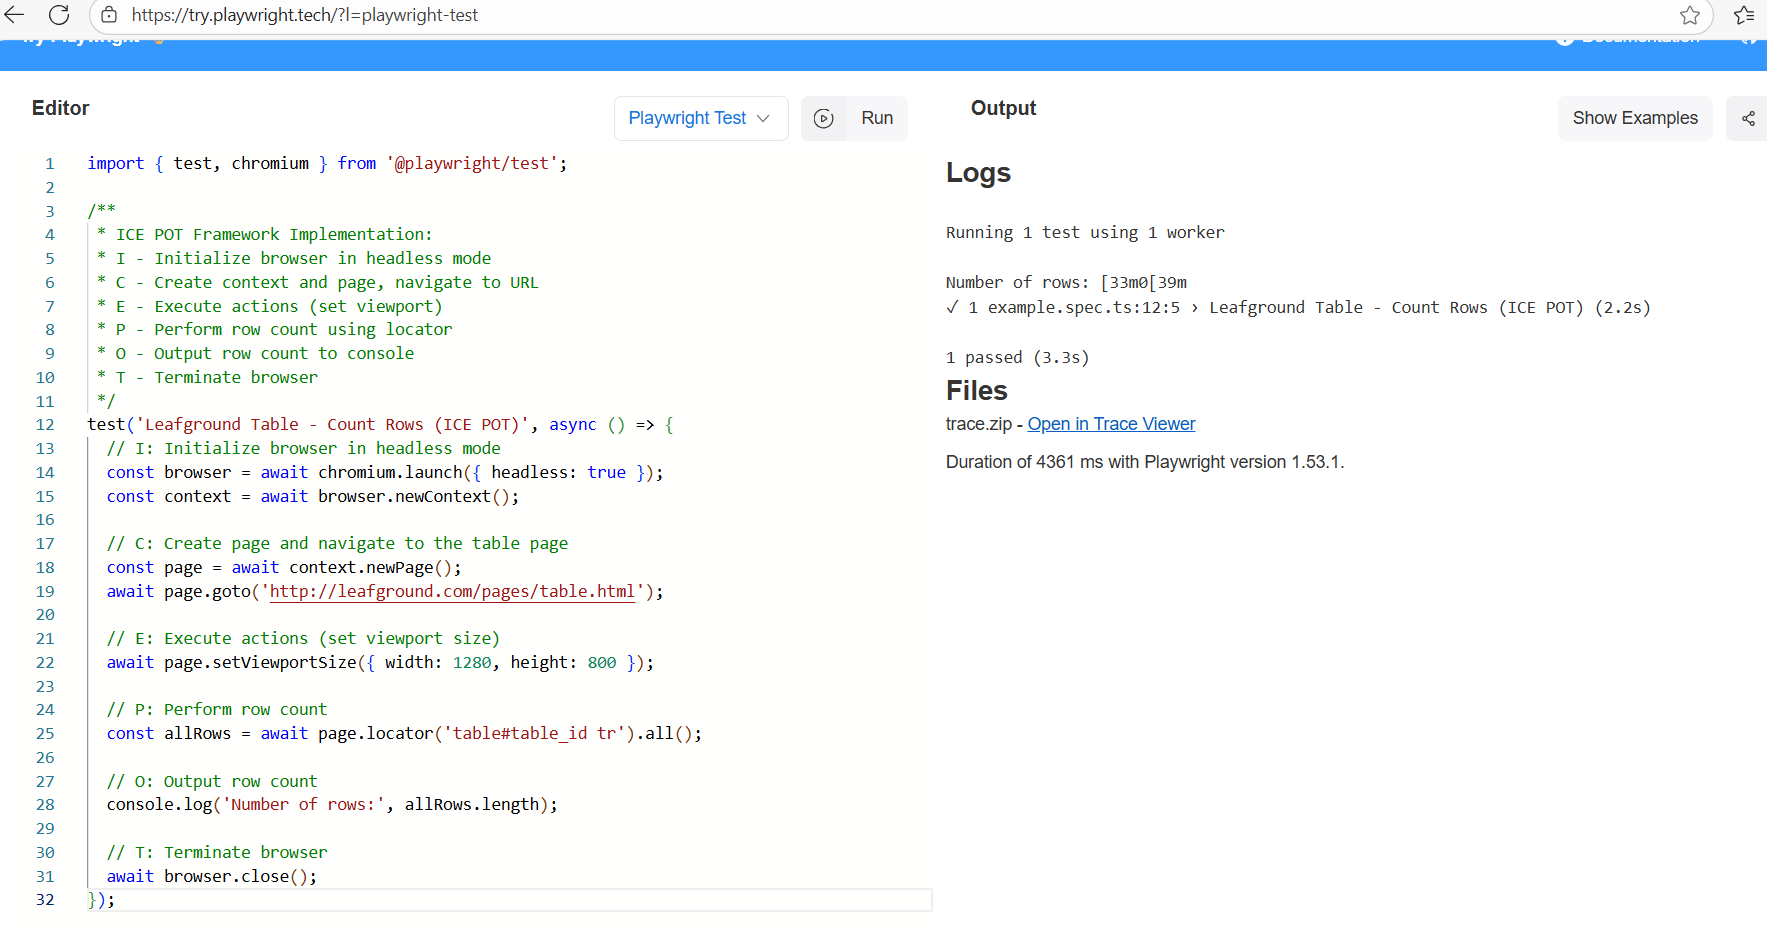 https://try.playwright.tech/?l=playwright-test
Editor
Playwright Test
Run
1 import { test, chromium } from '@playwright/test';
2
3 /**
4 * ICE POT Framework Implementation:
5 * I - Initialize browser in headless mode
6 * C - Create context and page, navigate to URL
7 * E - Execute actions (set viewport)
8 * P - Perform row count using locator
9 * O - Output row count to console
10 * T - Terminate browser
11 */
12 test('Leafground Table - Count Rows (ICE POT)', async () => {
13 // I: Initialize browser in headless mode
14 const browser = await chromium.launch({ headless: true });
15 const context = await browser.newContext();
16
17 // C: Create page and navigate to the table page
18 const page = await context.newPage();
19 await page.goto('http://leafground.com/pages/table.html');
20
21 // E: Execute actions (set viewport size)
22 await page.setViewportSize({ width: 1280, height: 800 });
23
24 // P: Perform row count
25 const allRows = await page.locator('table#table_id tr').all();
26
27 // O: Output row count
28 console.log('Number of rows:', allRows.length);
29
30 // T: Terminate browser
31 await browser.close();
32 });
Output
Show Examples
Logs
Running 1 test using 1 worker
Number of rows: [33m0[39m
✓ 1 example.spec.ts:12:5 › Leafground Table - Count Rows (ICE POT) (2.2s)
1 passed (3.3s)
Files
trace.zip - Open in Trace Viewer
Duration of 4361 ms with Playwright version 1.53.1.